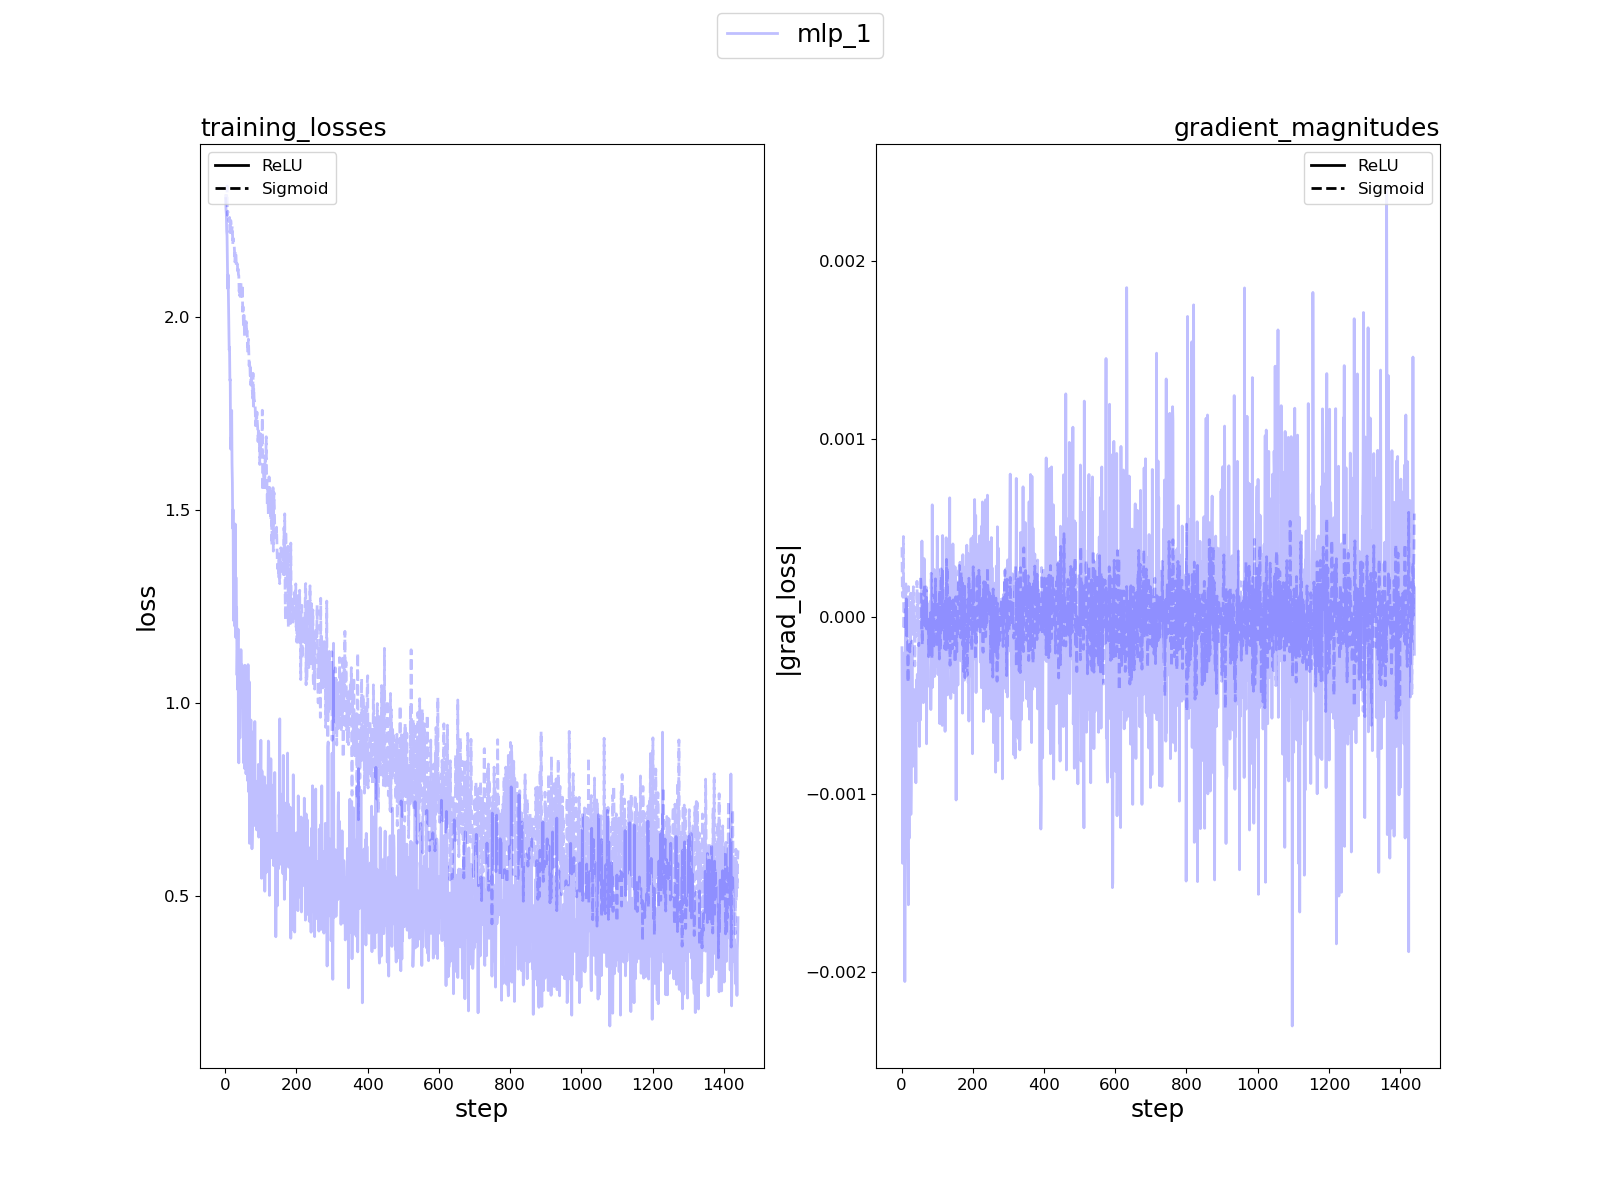 mlp_1
training_losses
ReLU
Sigmoid
loss
2.0
1.5
1.0
0.5
0 200 400 600 800 1000 1200 1400
step
gradient_magnitudes
ReLU
Sigmoid
|grad_loss|
0.002
0.001
0.000
−0.001
−0.002
0 200 400 600 800 1000 1200 1400
step